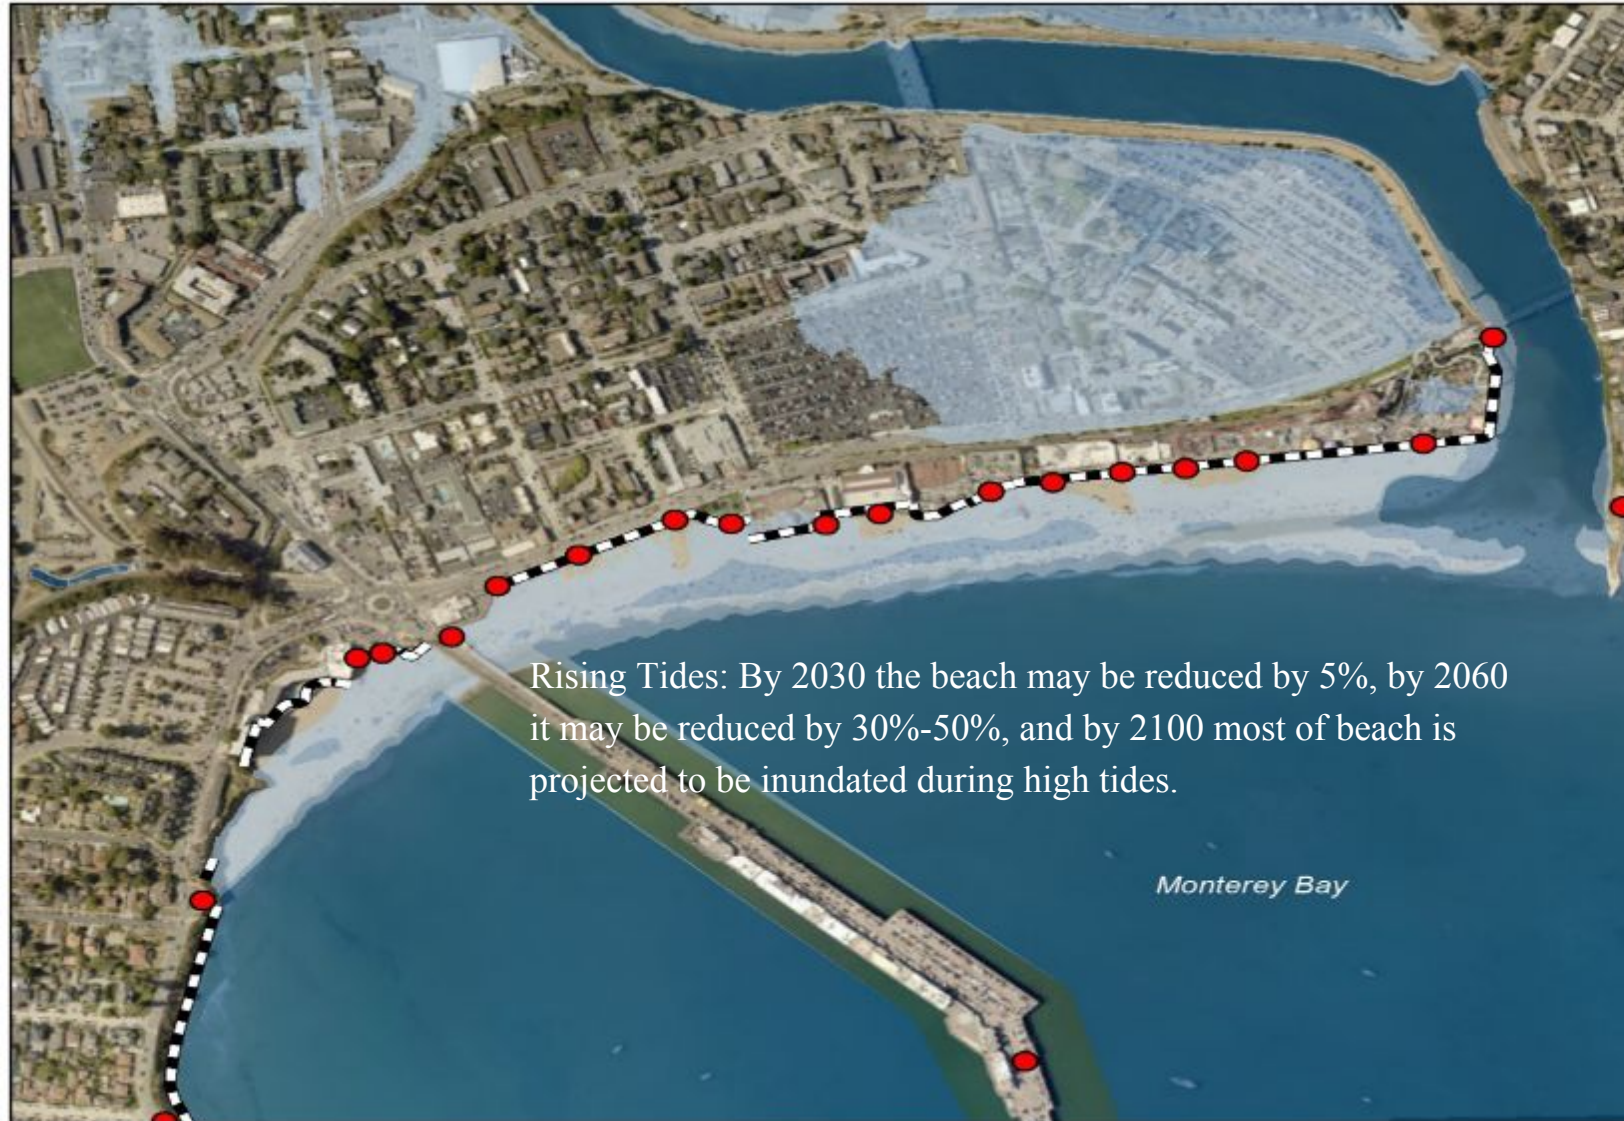 Rising Tides: By 2030 the beach may be reduced by 5%, by 2060
it may be reduced by 30%-50%, and by 2100 most of beach is
projected to be inundated during high tides.
Monterey Bay